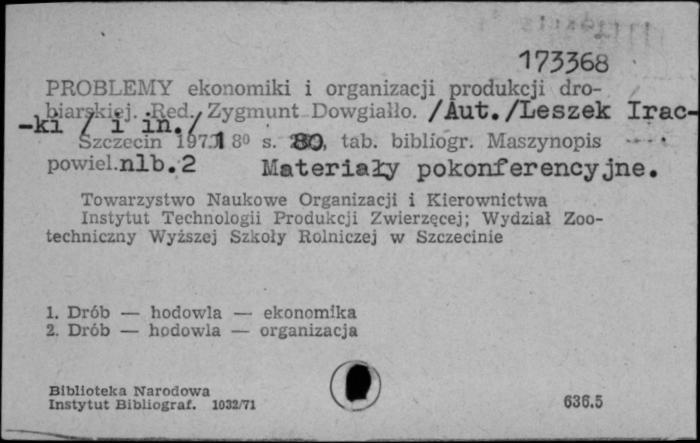 173368
PROBLEMY ekonomiki i organizacji produkcji dro-
biarskiej. Red. Zygmunt Dowgiałło. /Aut./Leszek Irac-
-ki / i in./
Szczecin 1971 8⁰ s. 80, tab. bibliogr. Maszynopis
powiel.nlb.2 Materiały pokonferencyjne.
Towarzystwo Naukowe Organizacji i Kierownictwa
Instytut Technologii Produkcji Zwierzęcej; Wydział Zoo-
techniczny Wyższej Szkoły Rolniczej w Szczecinie
1. Drób — hodowla — ekonomika
2. Drób — hodowla — organizacja
Biblioteka Narodowa
Instytut Bibliograf. 1032/71
636.5